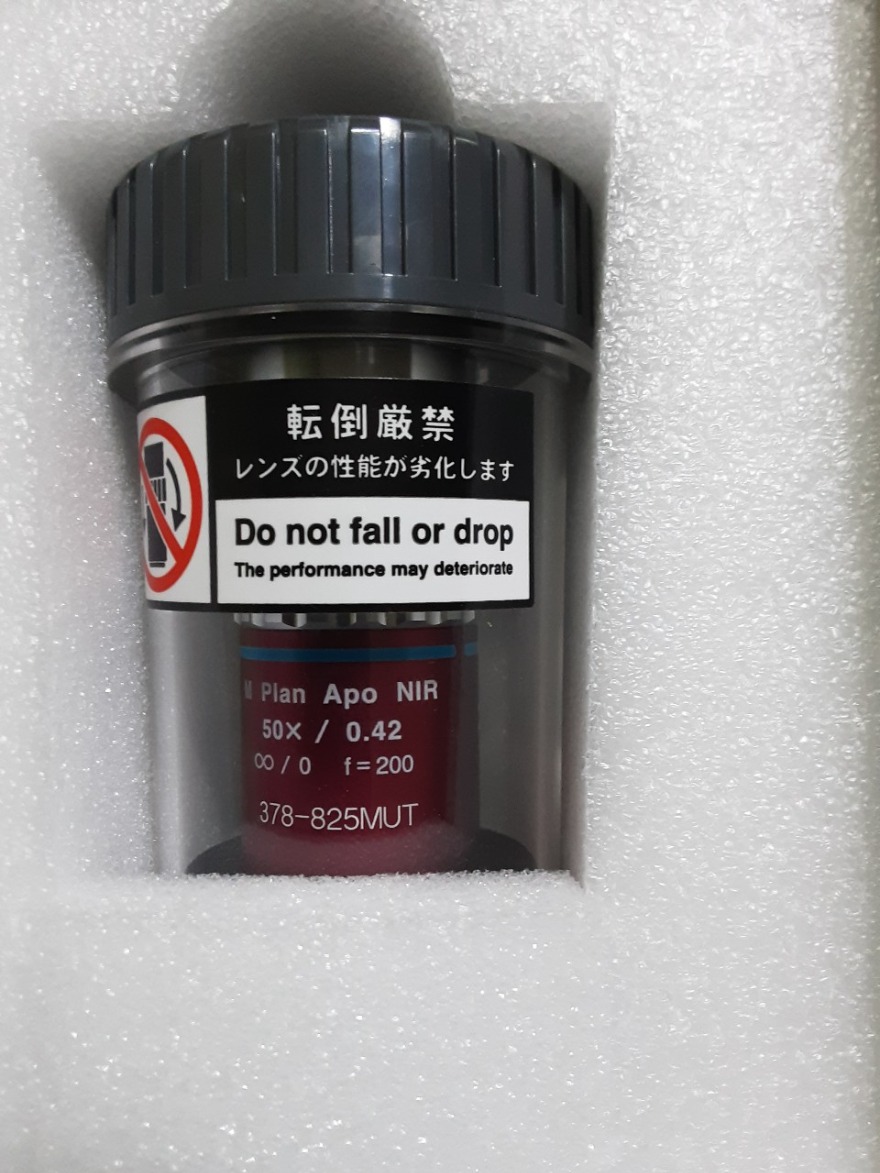 転倒厳禁
レンズの性能が劣化します
Do not fall or drop
The performance may deteriorate
M Plan Apo NIR
50× / 0.42
∞ / 0 f=200
378-825MUT